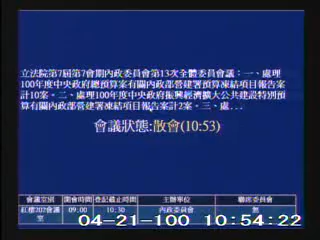 立法院第7屆第7會期內政委員會第13次全體委員會議：一、處理
100年度中央政府總預算案有關內政部營建署凍結項目報告案
計10案。二、處理100年度中央政府振興經濟擴大公共建設特別預
算有關內政部營建署凍結項目報告案計2案。三、處...
會議狀態:散會(10:53)
會議室別 開會時間 登記截止時間 主辦單位 聯席委員會
紅樓202會議室 09:00 10:30 內政委員會 無
04-21-100 10:54:22